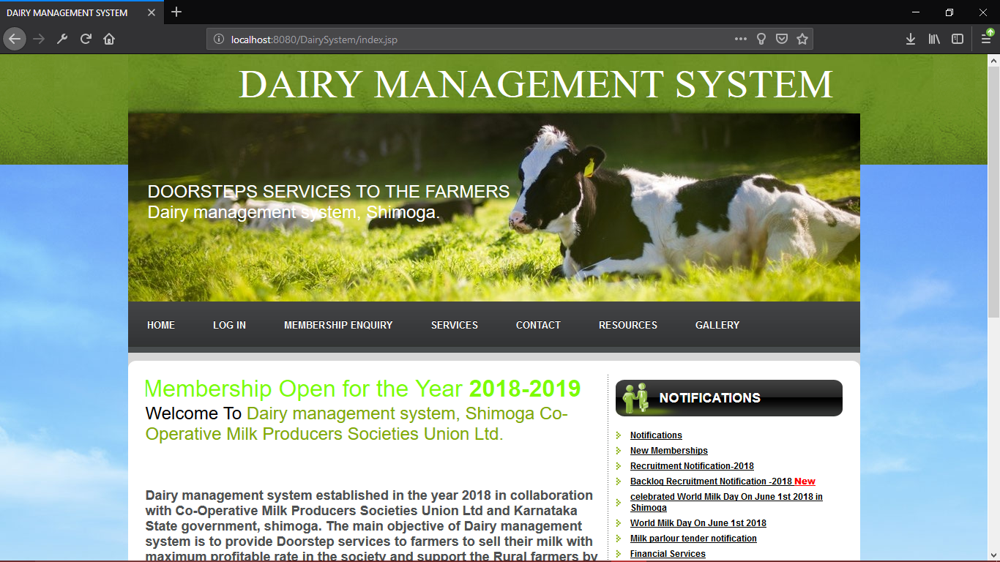 DAIRY MANAGEMENT SYSTEM
localhost:8080/DairySystem/index.jsp
DAIRY MANAGEMENT SYSTEM
DOORSTEPS SERVICES TO THE FARMERS
Dairy management system, Shimoga.
HOME LOG IN MEMBERSHIP ENQUIRY SERVICES CONTACT RESOURCES GALLERY
Membership Open for the Year 2018-2019
Welcome To Dairy management system, Shimoga Co-
Operative Milk Producers Societies Union Ltd.
Dairy management system established in the year 2018 in collaboration
with Co-Operative Milk Producers Societies Union Ltd and Karnataka
State government, shimoga. The main objective of Dairy management
system is to provide Doorstep services to farmers to sell their milk with
maximum profitable rate in the society and support the Rural farmers by
NOTIFICATIONS
Notifications
New Memberships
Recruitment Notification-2018
Backlog Recruitment Notification -2018 New
celebrated World Milk Day On June 1st 2018 in
Shimoga
World Milk Day On June 1st 2018
Milk parlour tender notification
Financial Services